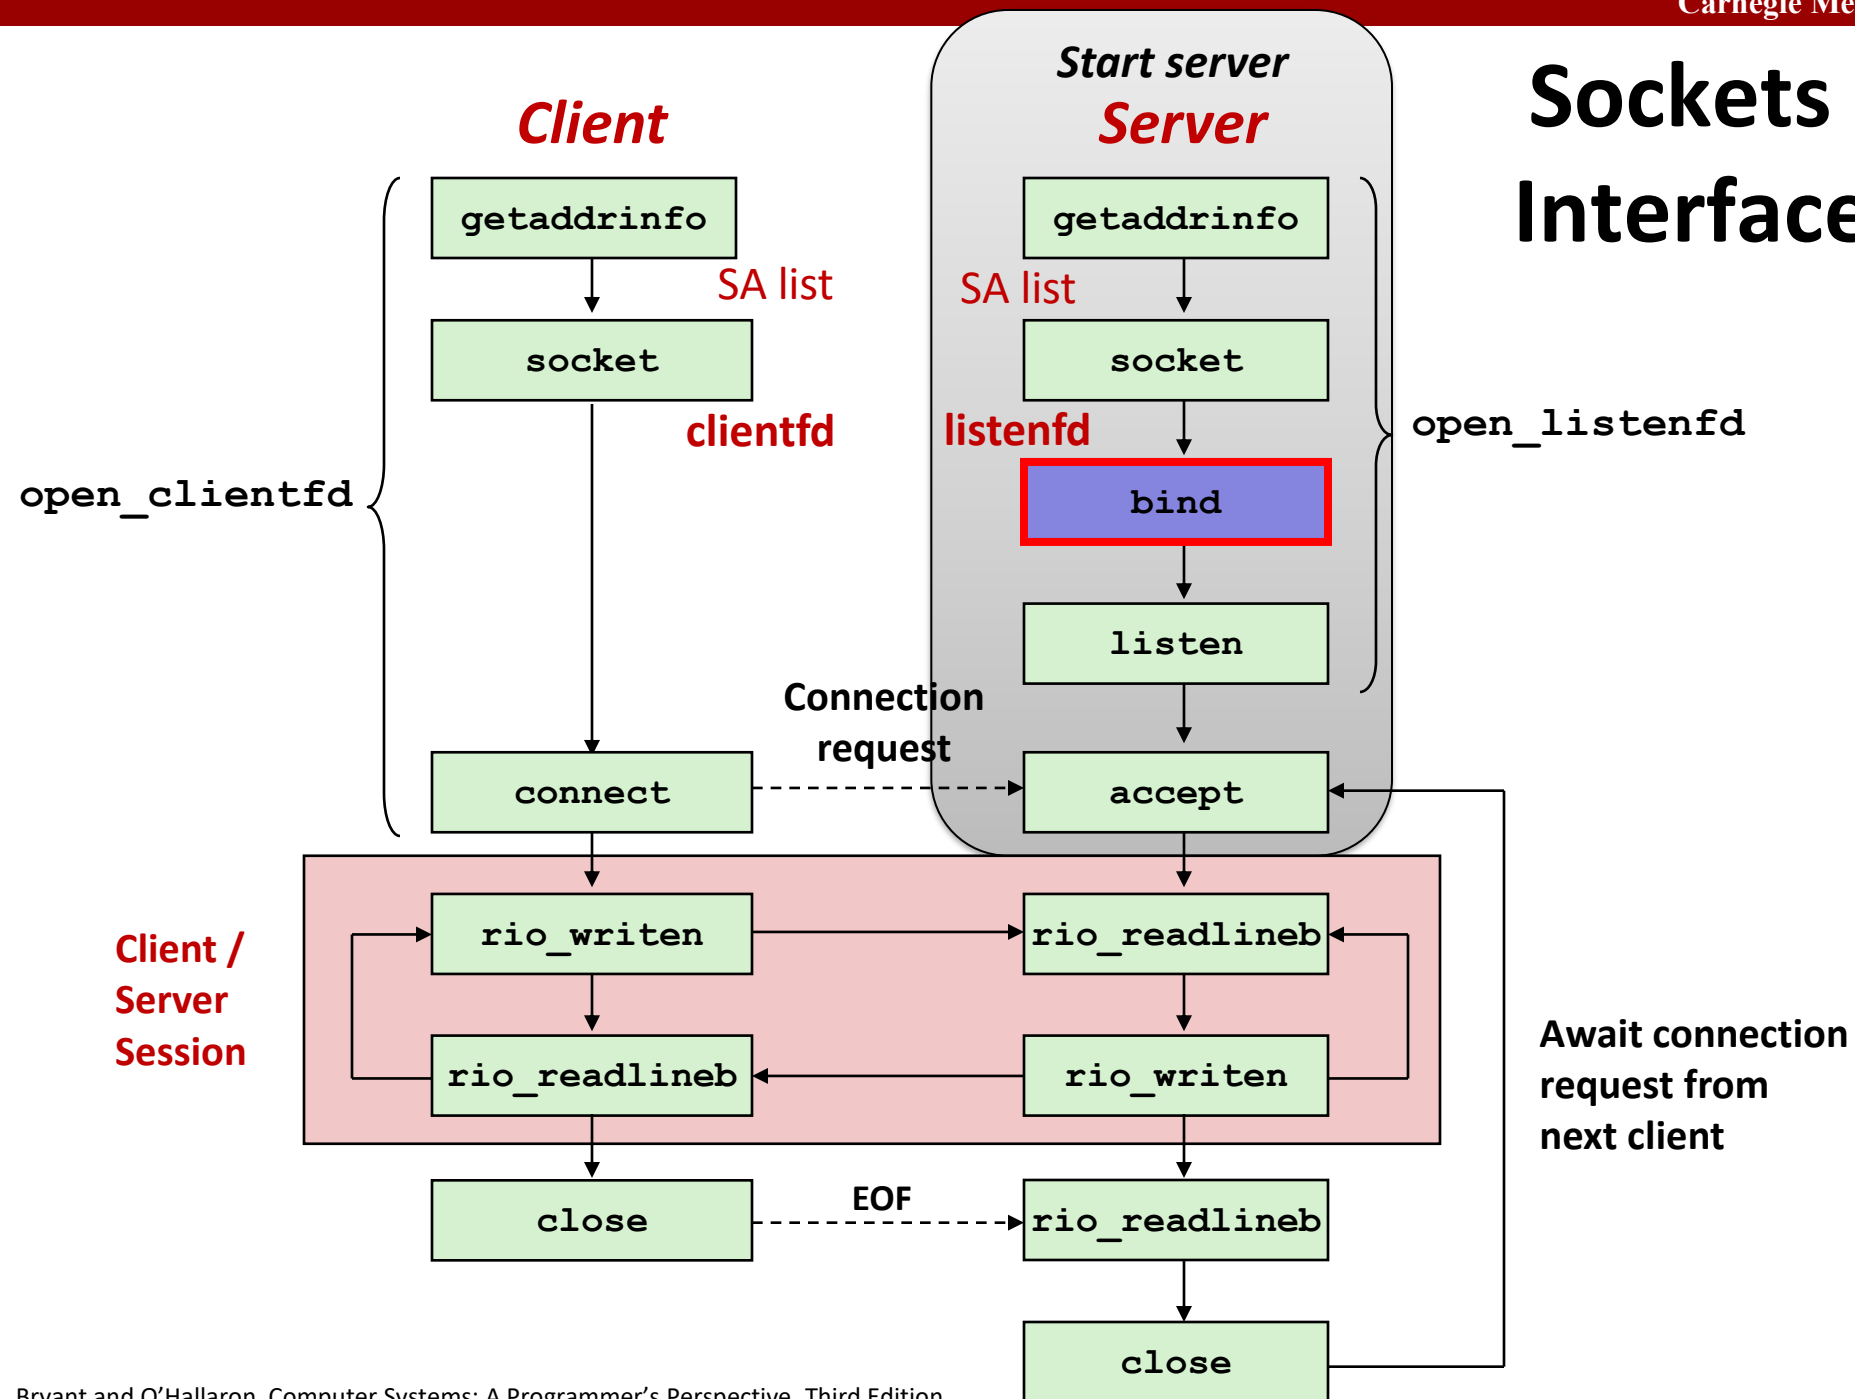 Carnegie Me
Start server
Client
Server
Sockets
Interface
getaddrinfo
getaddrinfo
SA list
SA list
socket
socket
clientfd
listenfd
open_listenfd
open_clientfd
bind
listen
Connection
request
connect
accept
Client /
Server
Session
rio_writen
rio_readlineb
rio_readlineb
rio_writen
Await connection
request from
next client
close
EOF
rio_readlineb
close
Bryant and O'Hallaron, Computer Systems: A Programmer's Perspective, Third Edition